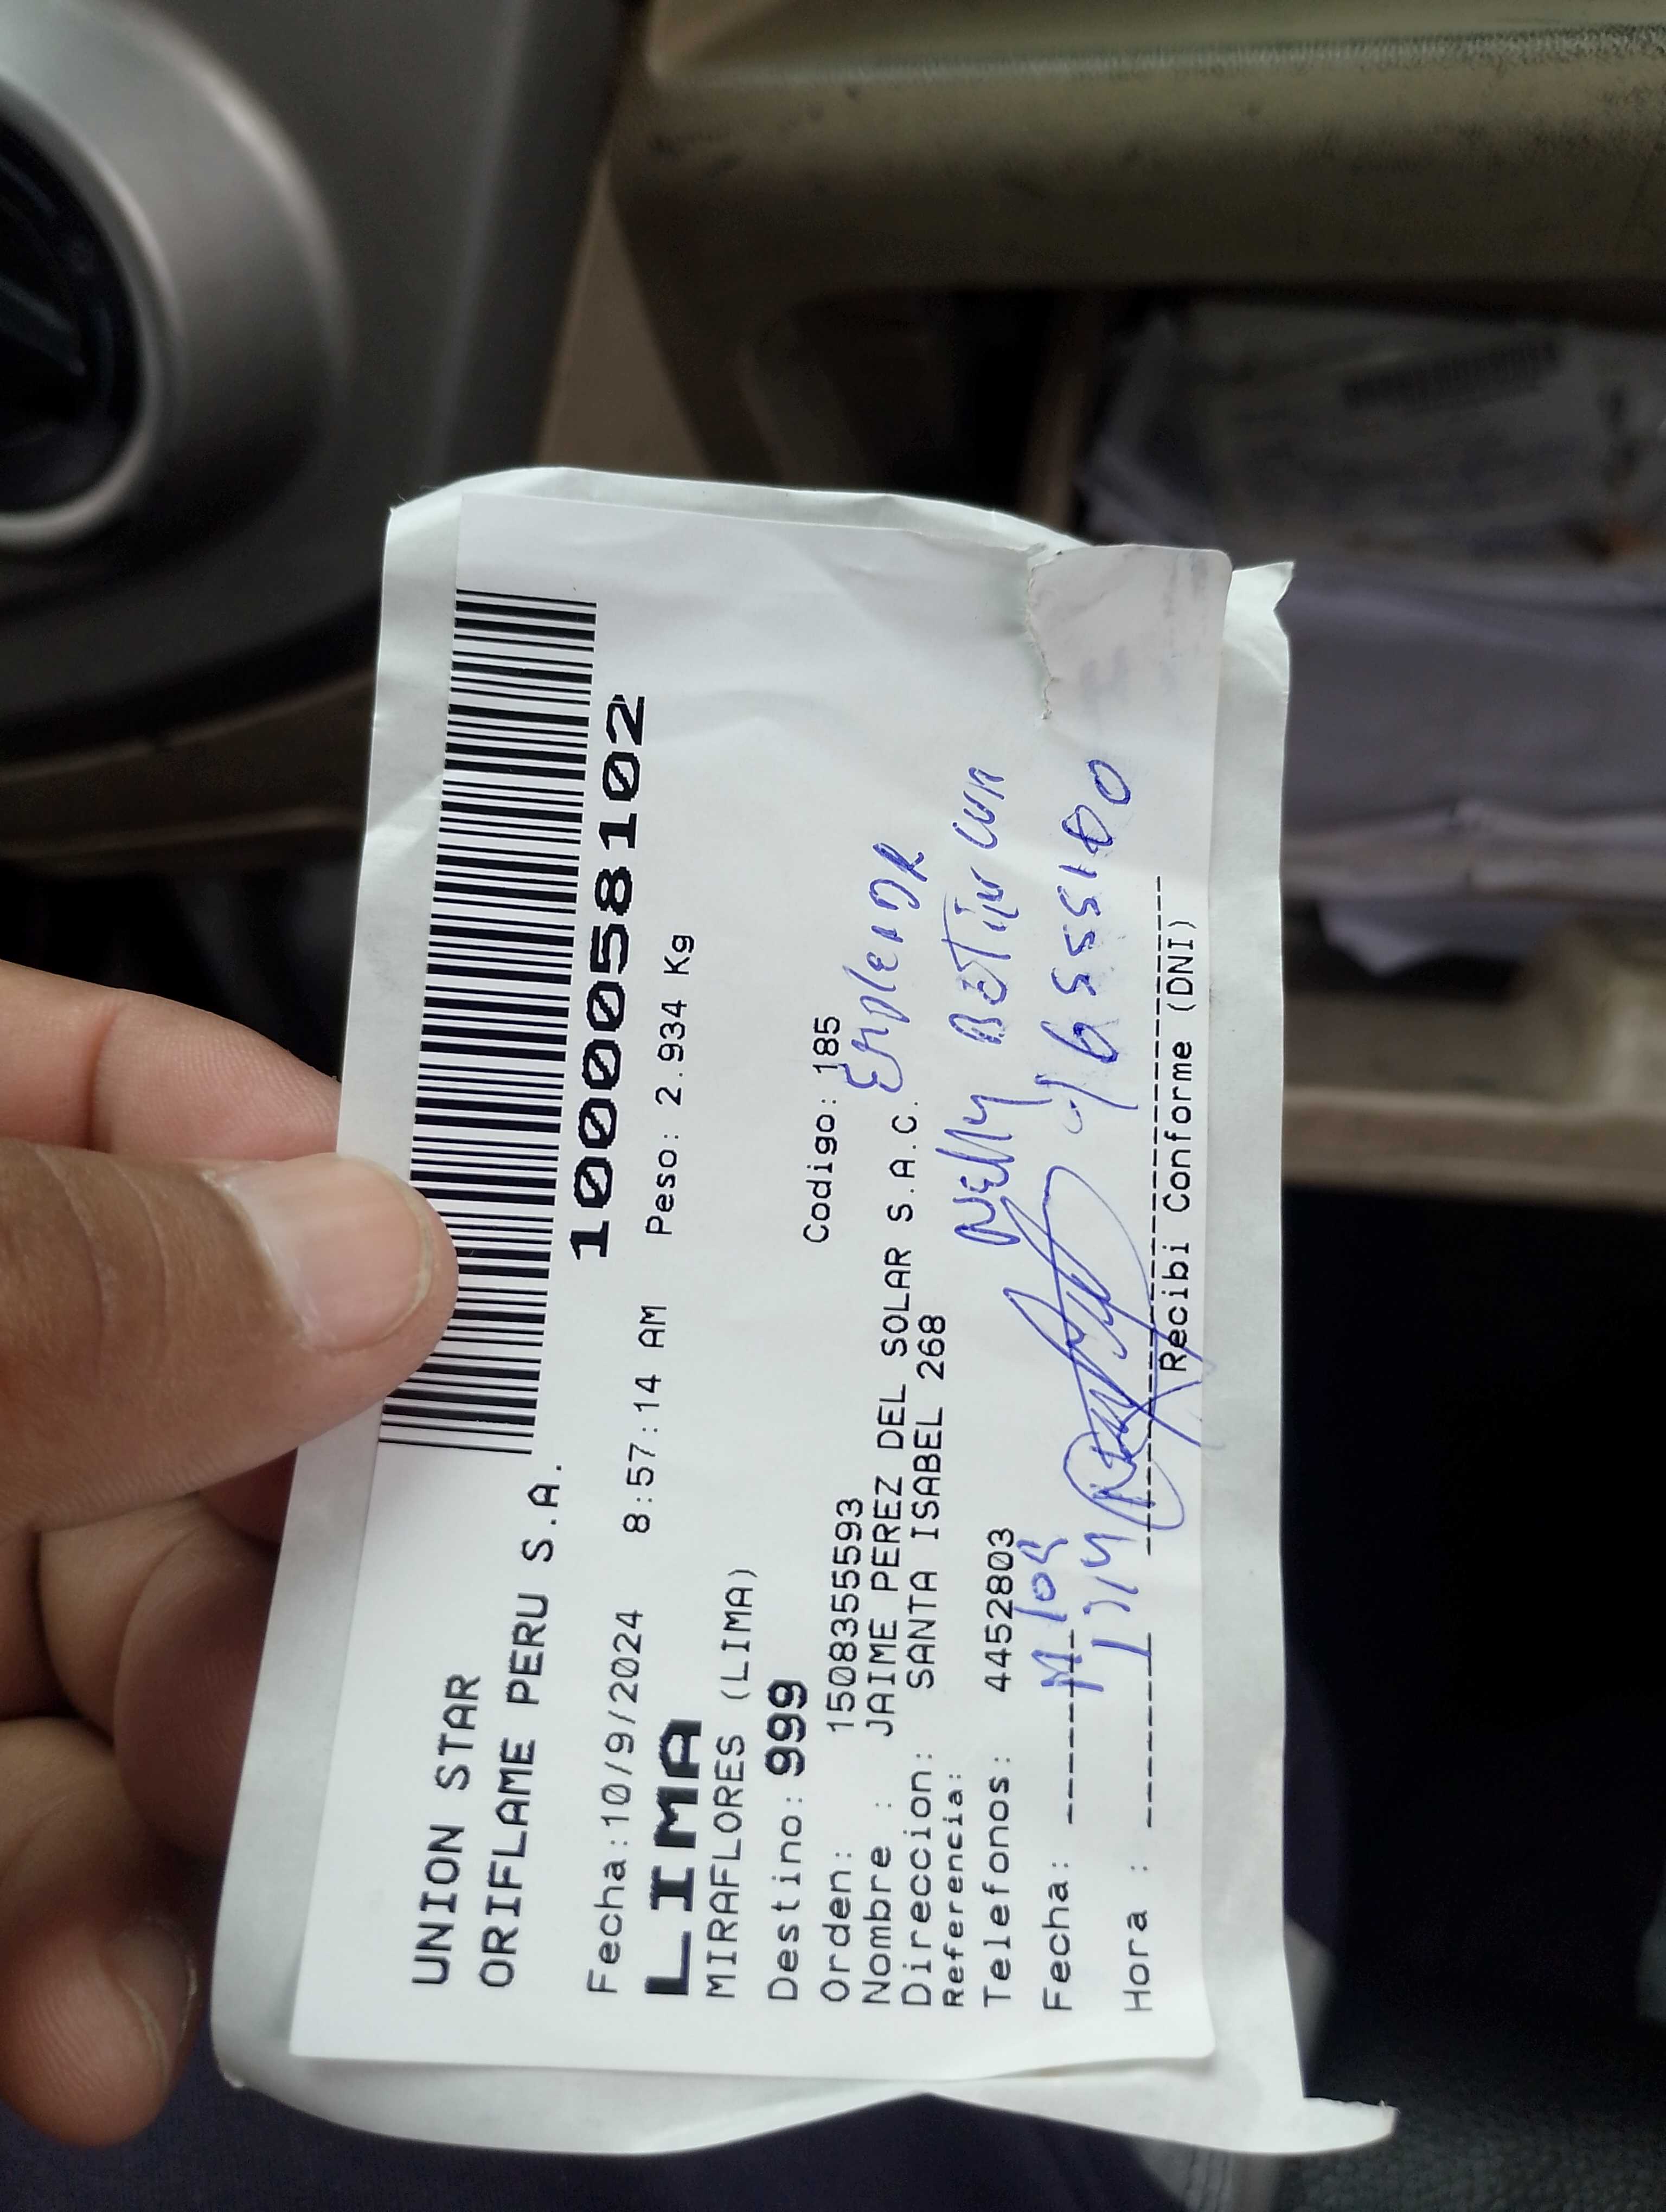 1000058102
UNION STAR
ORIFLAME PERU S.A.
Fecha:10/9/2024 8:57:14 AM Peso: 2.934 Kg
LIMA
MIRAFLORES (LIMA)
Destino: 999
Codigo: 185
Orden: 1508355593
Nombre : JAIME PEREZ DEL SOLAR S.A.C.
Direccion: SANTA ISABEL 268
Referencia:
Telefonos: 4452803
Nelly
Fecha:
Hora :
Recibi Conforme (DNI)